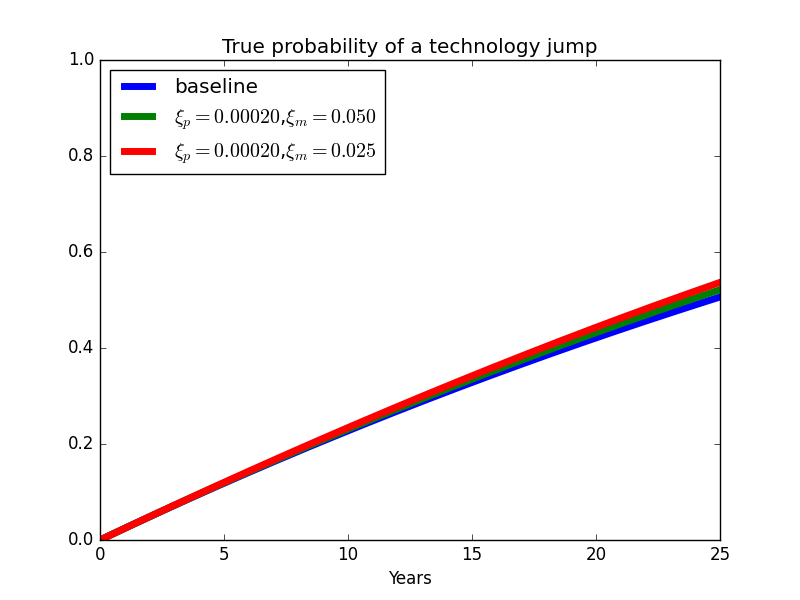 True probability of a technology jump
1.0
baseline
ξₚ = 0.00020,ξₘ = 0.050
0.8
ξₚ = 0.00020,ξₘ = 0.025
0.6
0.4
0.2
0.0
0 5 10 15 20 25
Years